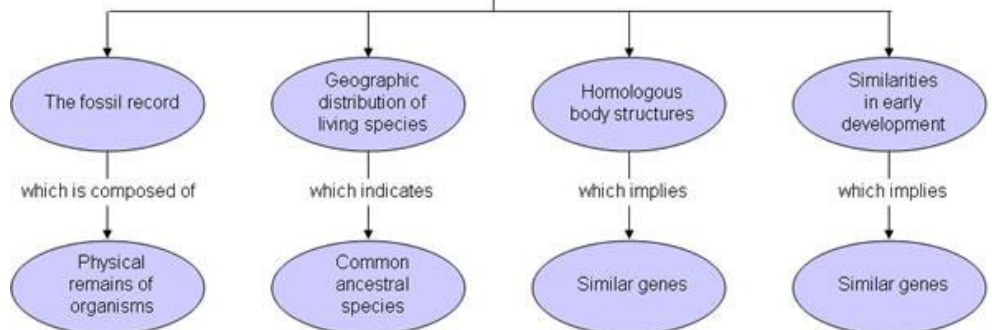 The fossil record
Geographic
distribution of
living species
Homologous
body structures
Similarities
in early
development
which is composed of
which indicates
which implies
which implies
Physical
remains of
organisms
Common
ancestral
species
Similar genes
Similar genes